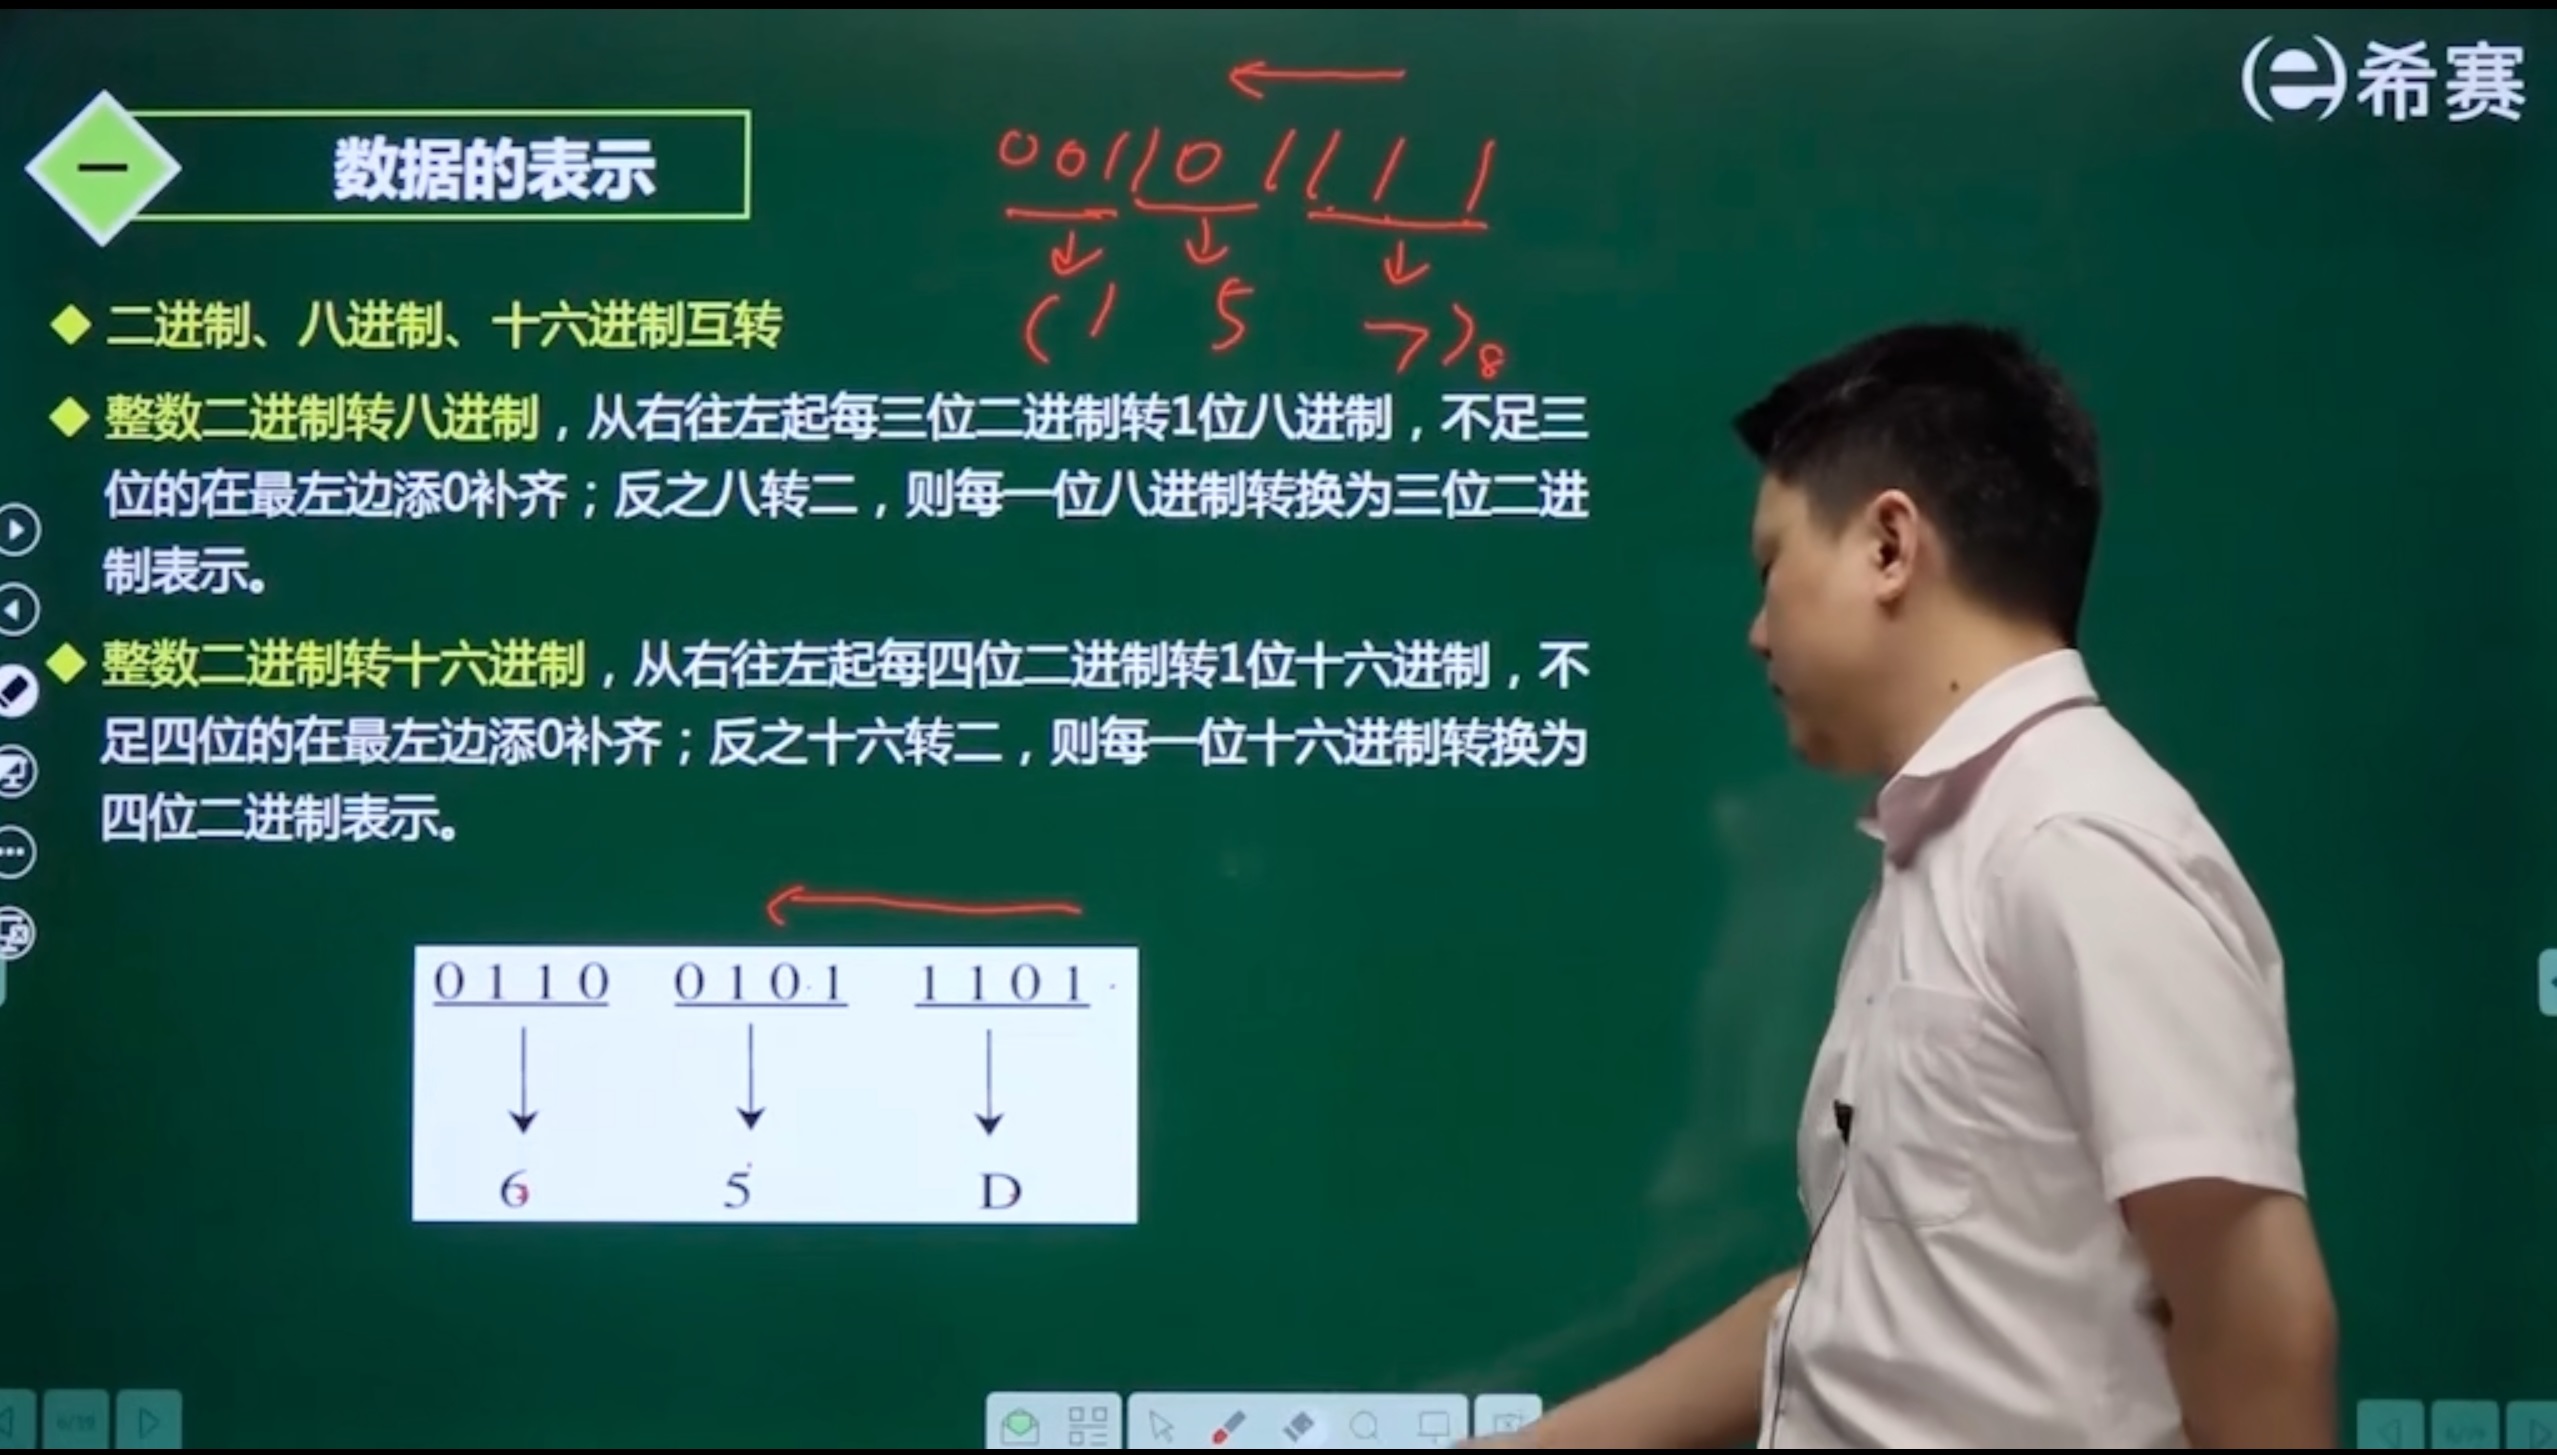 希赛
一
数据的表示
001101111
(1 5 7)8
二进制、八进制、十六进制互转
整数二进制转八进制，从右往左起每三位二进制转1位八进制，不足三
位的在最左边添0补齐；反之八转二，则每一位八进制转换为三位二进
制表示。
整数二进制转十六进制，从右往左起每四位二进制转1位十六进制，不
足四位的在最左边添0补齐；反之十六转二，则每一位十六进制转换为
四位二进制表示。
0110 0101 1101
6 5 D